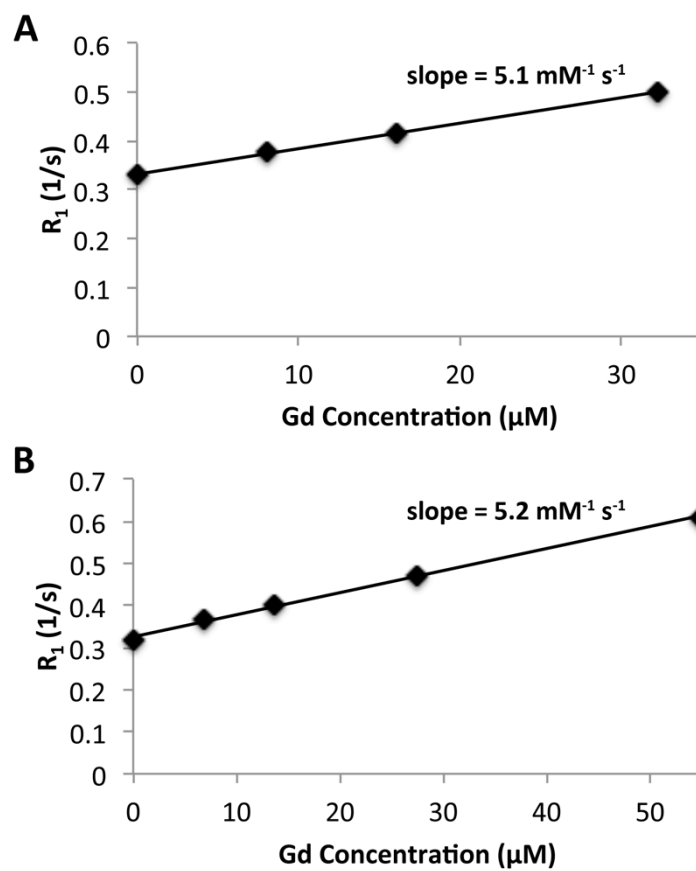 A
0.6
slope = 5.1 mM⁻¹ s⁻¹
0.5
0.4
0.3
0.2
0.1
0
R₁ (1/s)
0 10 20 30
Gd Concentration (μM)
B
0.7
slope = 5.2 mM⁻¹ s⁻¹
0.6
0.5
0.4
0.3
0.2
0.1
0
R₁ (1/s)
0 10 20 30 40 50
Gd Concentration (μM)